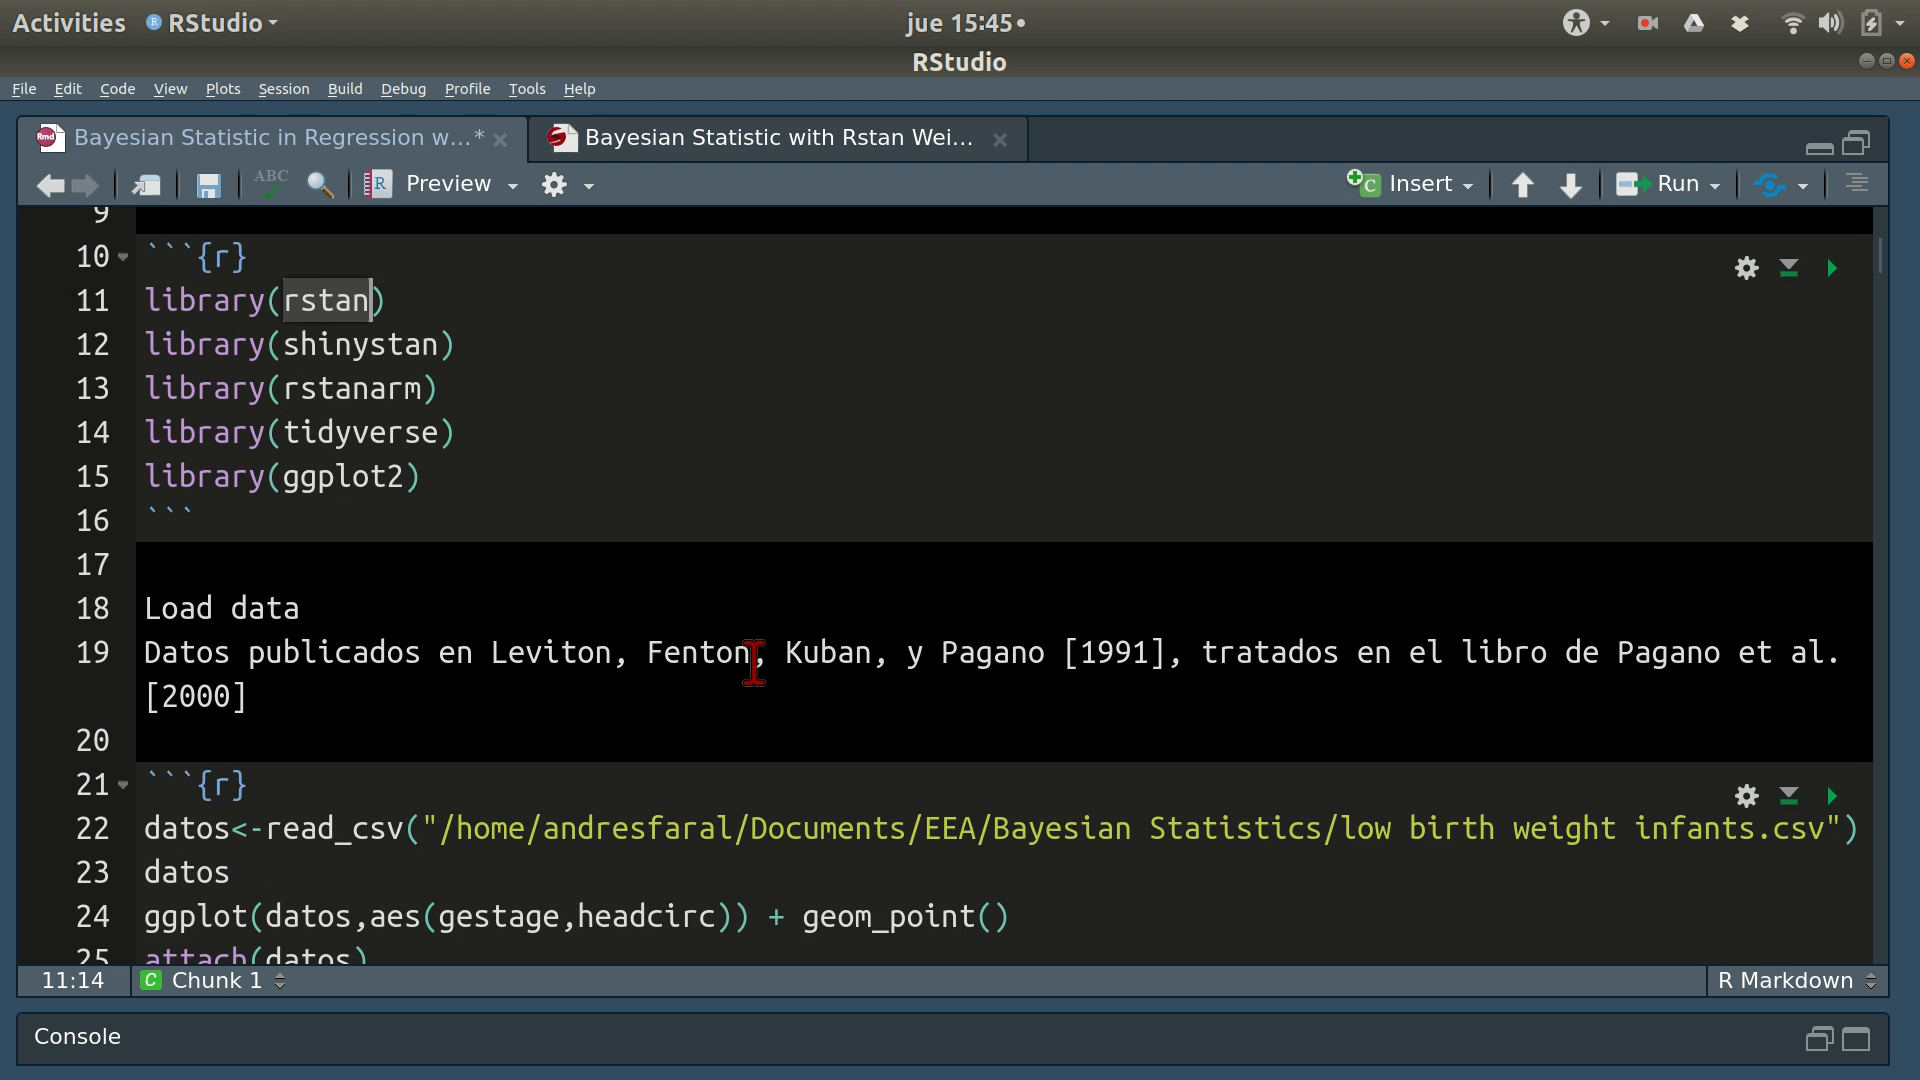 Activities RStudio jue 15:45
RStudio
File Edit Code View Plots Session Build Debug Profile Tools Help
Bayesian Statistic in Regression w...* Bayesian Statistic with Rstan Wei...
ABC Preview Insert Run
9
10 ```{r}
11 library(rstan)
12 library(shinystan)
13 library(rstanarm)
14 library(tidyverse)
15 library(ggplot2)
16 ```
17
18 Load data
19 Datos publicados en Leviton, Fenton, Kuban, y Pagano [1991], tratados en el libro de Pagano et al.
[2000]
20
21 ```{r}
22 datos<-read_csv("/home/andresfaral/Documents/EEA/Bayesian Statistics/low birth weight infants.csv")
23 datos
24 ggplot(datos,aes(gestage,headcirc)) + geom_point()
25 attach(datos)
11:14 C Chunk 1 R Markdown
Console